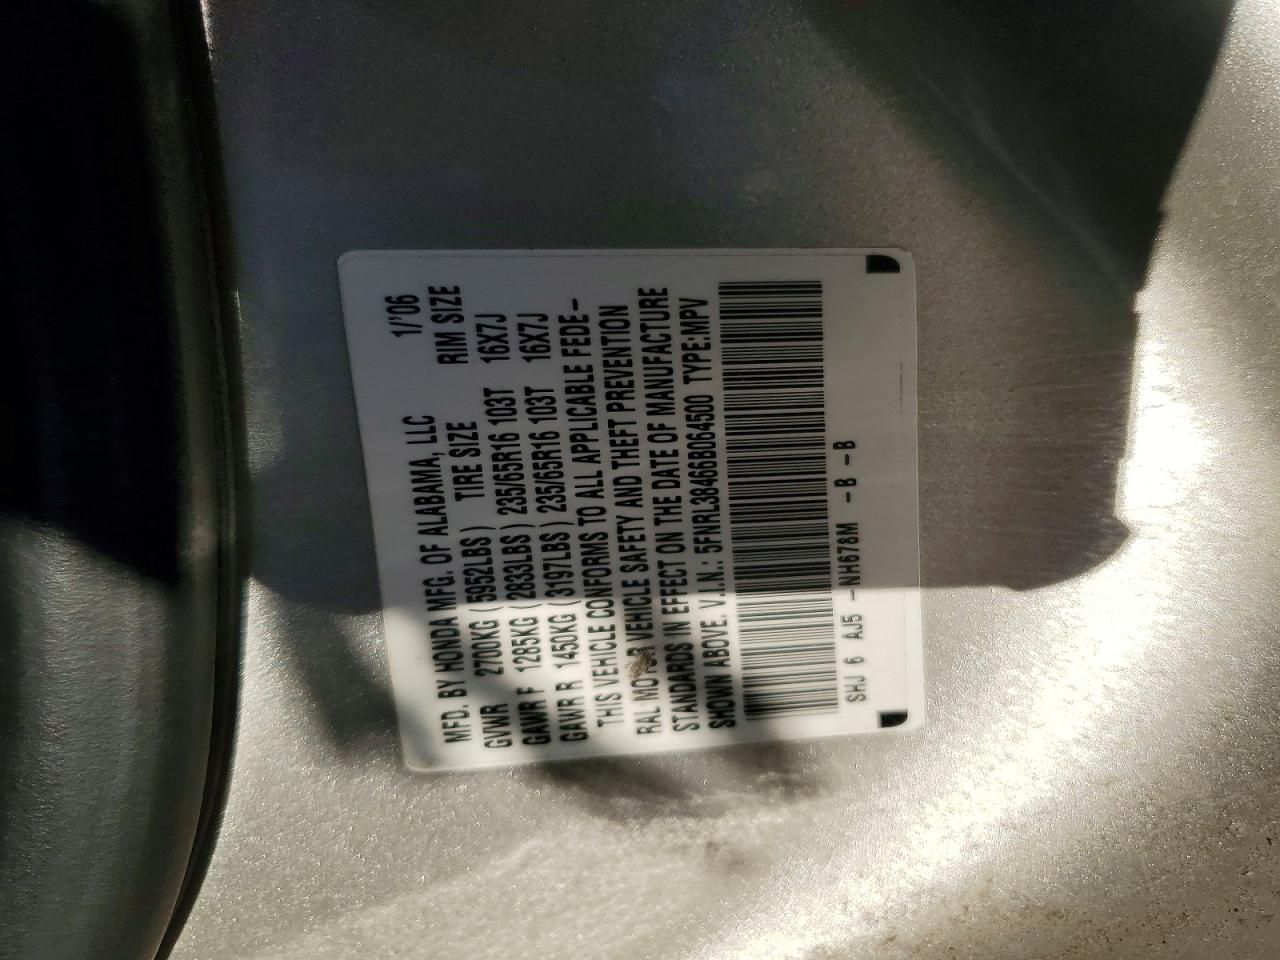 MFD. BY HONDA MFG. OF ALABAMA, LLC 1/'06
TIRE SIZE RIM SIZE
GVWR 2700KG (5952LBS)
GAWR F 1285KG (2833LBS) 235/65R16 103T 16X7J
GAWR R 1450KG (3197LBS) 235/65R16 103T 16X7J
THIS VEHICLE CONFORMS TO ALL APPLICABLE FEDE-
RAL MOTOR VEHICLE SAFETY AND THEFT PREVENTION
STANDARDS IN EFFECT ON THE DATE OF MANUFACTURE
SHOWN ABOVE. V.I.N.: 5FNRL38466B064500 TYPE:MPV
SHJ 6 AJ5 -NH678M -B -B